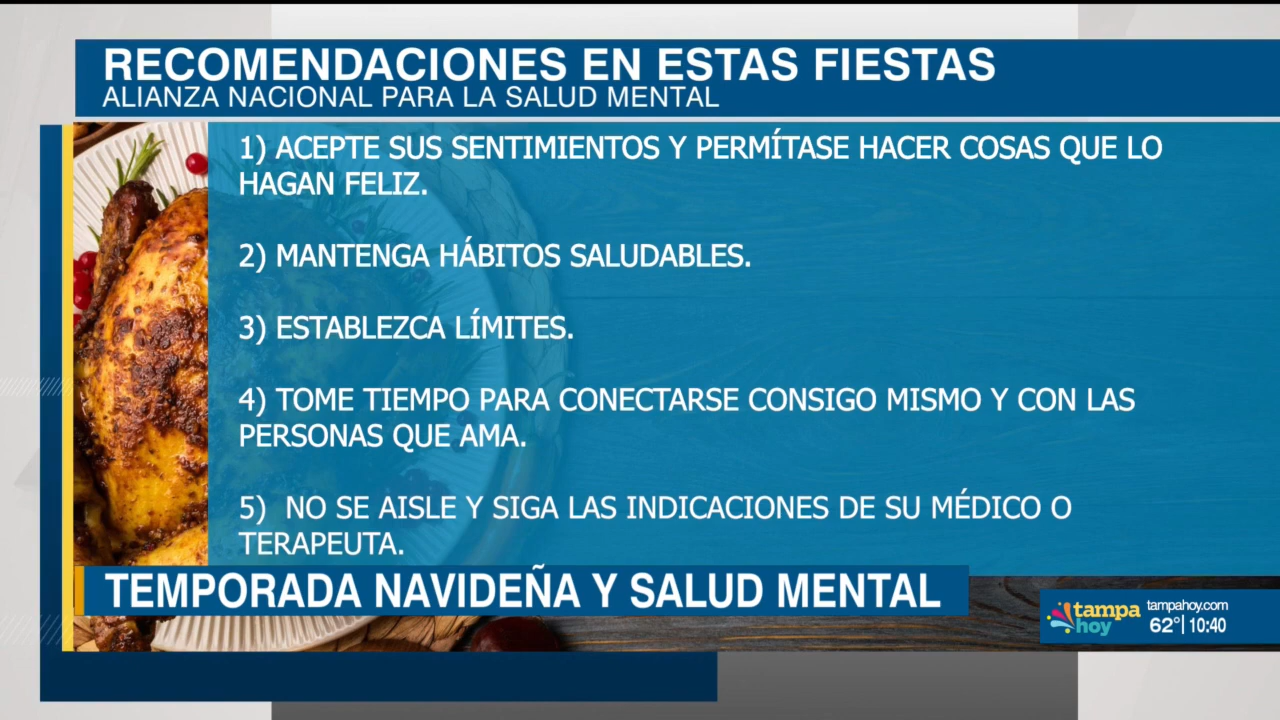 RECOMENDACIONES EN ESTAS FIESTAS
ALIANZA NACIONAL PARA LA SALUD MENTAL
1) ACEPTE SUS SENTIMIENTOS Y PERMÍTASE HACER COSAS QUE LO
HAGAN FELIZ.
2) MANTENGA HÁBITOS SALUDABLES.
3) ESTABLEZCA LÍMITES.
4) TOME TIEMPO PARA CONECTARSE CONSIGO MISMO Y CON LAS
PERSONAS QUE AMA.
5) NO SE AISLE Y SIGA LAS INDICACIONES DE SU MÉDICO O
TERAPEUTA.
TEMPORADA NAVIDEÑA Y SALUD MENTAL
tampa
hoy
tampahoy.com
62°| 10:40